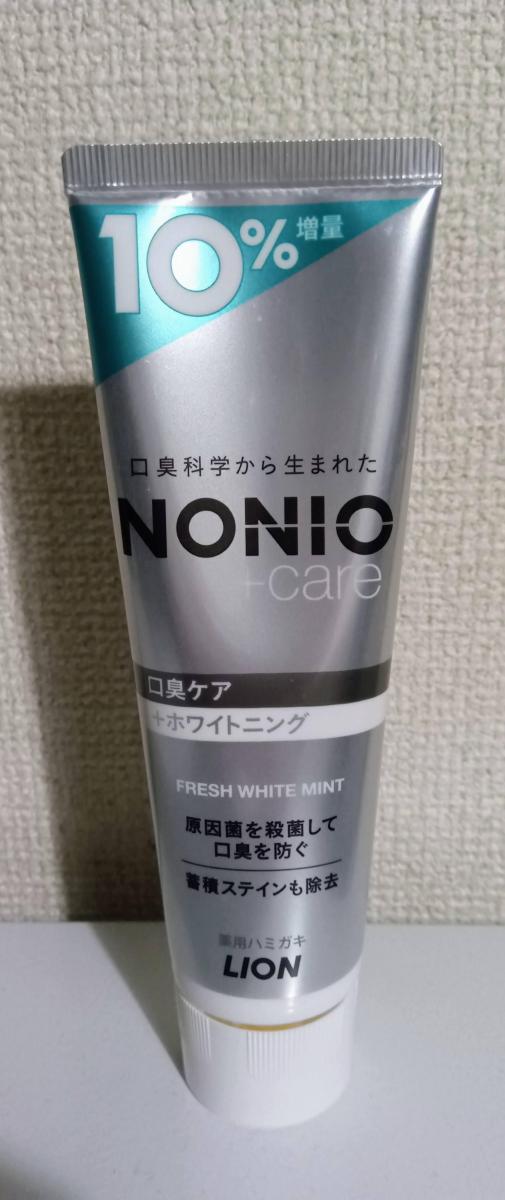 10%増量
口臭科学から生まれた
NONIO
+care
口臭ケア
+ホワイトニング
FRESH WHITE MINT
原因菌を殺菌して
口臭を防ぐ
蓄積ステインも除去
薬用ハミガキ
LION